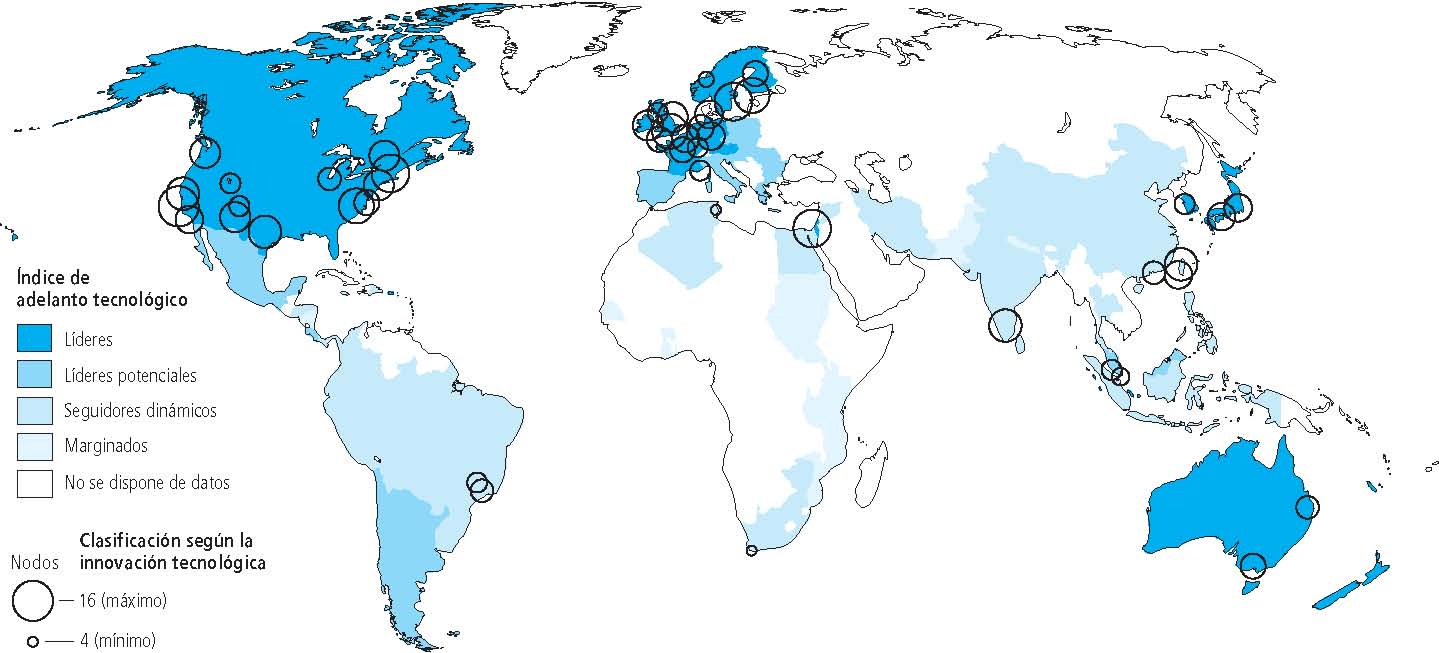 Índice de
adelanto tecnológico
Líderes
Líderes potenciales
Seguidores dinámicos
Marginados
No se dispone de datos
Clasificación según la
Nodos innovación tecnológica
16 (máximo)
4 (mínimo)